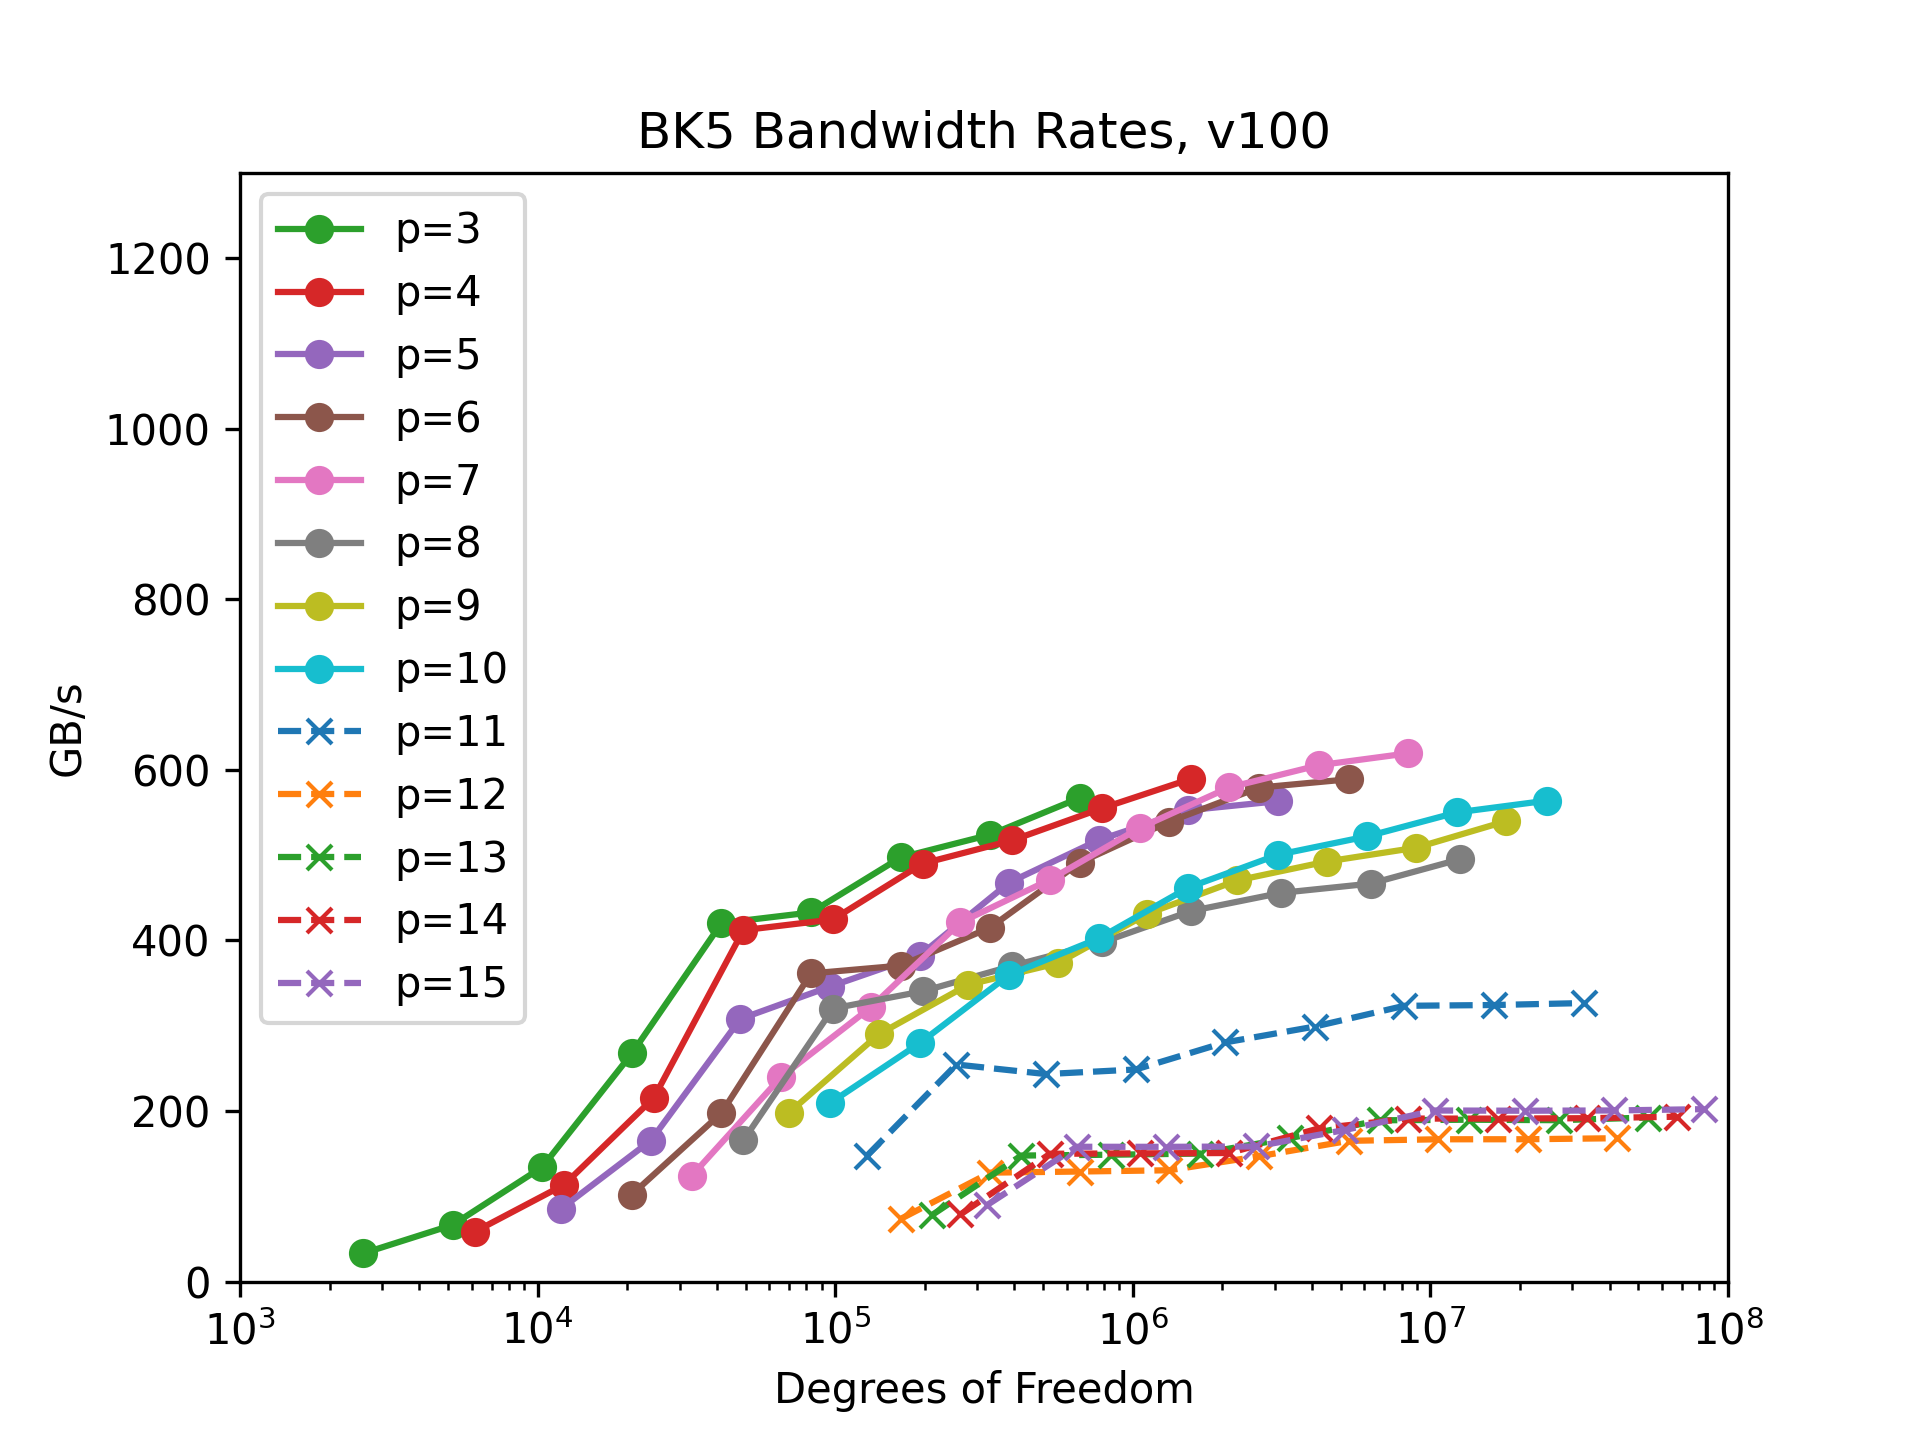 BK5 Bandwidth Rates, v100
p=3
p=4
p=5
p=6
p=7
p=8
p=9
p=10
p=11
p=12
p=13
p=14
p=15
1200
1000
800
600
400
200
0
GB/s
10³ 10⁴ 10⁵ 10⁶ 10⁷ 10⁸
Degrees of Freedom